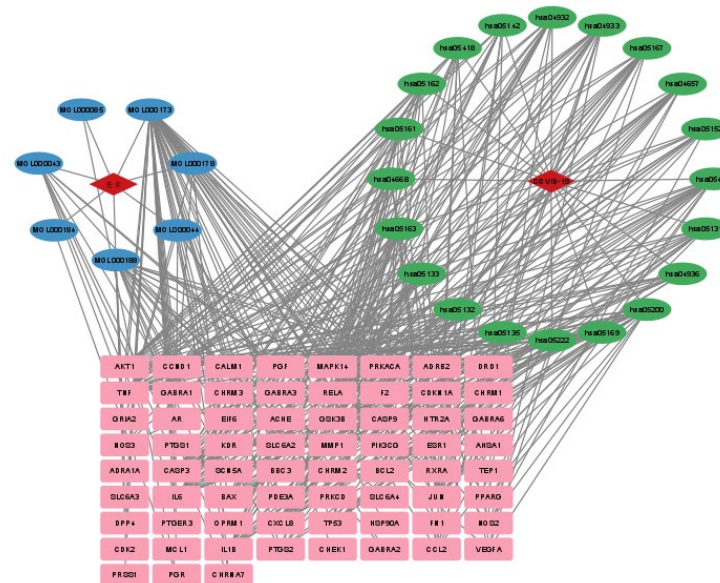 hsa04932
hsa05142
hsa04933
hsa05418
hsa05167
hsa05162
hsa04657
MOL000085
MOL000173
hsa05161
hsa05152
MOL000043
MOL000178
hsa04668
COVID-19
MOL000184
MOL000044
hsa05163
MOL000188
hsa05133
hsa04936
hsa05132
hsa05200
hsa05135
hsa05222
hsa05169
AKT1 CCND1 CALM1 PGF MAPK14 PRKACA ADRB2 DRD1
TNF GABRA1 CHRM3 GABRA3 RELA F2 CDKN1A CHRM1
GRIA2 AR EIF6 ACHE GSK3B CASP9 HTR2A GABRA6
NOS3 PTGS1 KDR SLC6A2 MMP1 PIK3CG ESR1 AHSA1
ADRA1A CASP3 SCN5A BBC3 CHRM2 BCL2 RXRA TEP1
SLC6A3 IL6 BAX PDE3A PRKCD SLC6A4 JUN PPARG
DPP4 PTGER3 OPRM1 CXCL8 TP53 HSP90A FN1 NOS2
CDK2 MCL1 IL1B PTGS2 CHEK1 GABRA2 CCL2 VEGFA
PRSS1 PGR CHRNA7